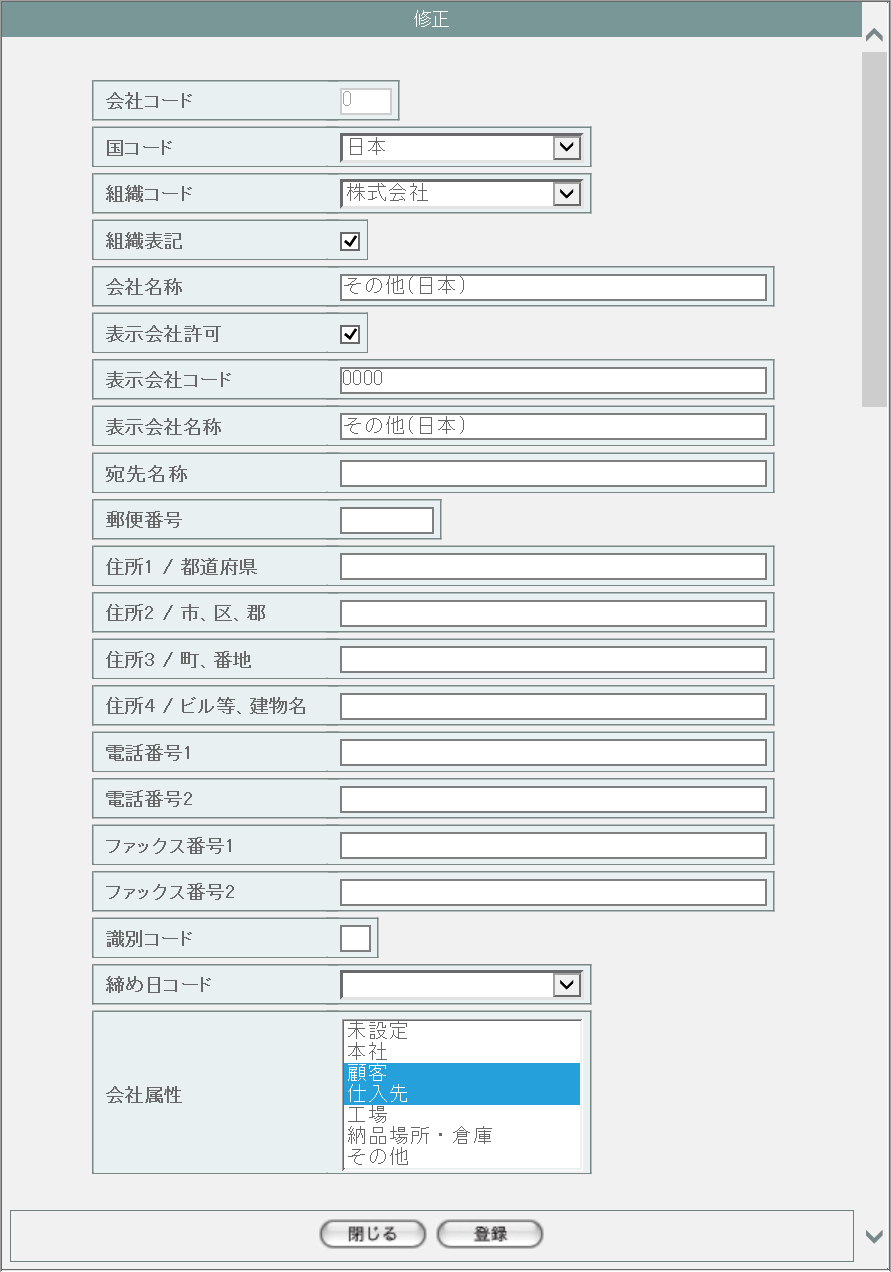 修正
会社コード 0
国コード 日本
組織コード 株式会社
組織表記
会社名称 その他(日本)
表示会社許可
表示会社コード 0000
表示会社名称 その他(日本)
宛先名称
郵便番号
住所1 / 都道府県
住所2 / 市、区、郡
住所3 / 町、番地
住所4 / ビル等、建物名
電話番号1
電話番号2
ファックス番号1
ファックス番号2
識別コード
締め日コード
会社属性
未設定
本社
顧客
仕入先
工場
納品場所・倉庫
その他
閉じる 登録